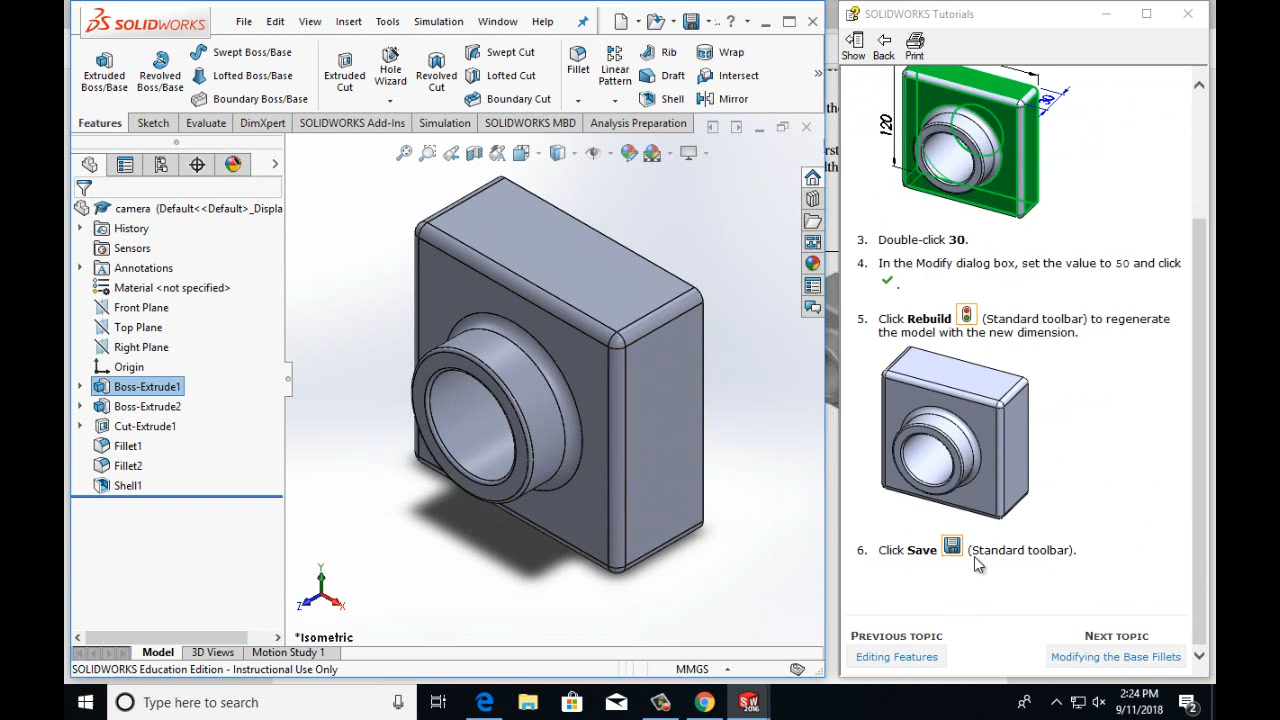 SOLIDWORKS
File Edit View Insert Tools Simulation Window Help
Extruded Boss/Base
Revolved Boss/Base
Swept Boss/Base
Lofted Boss/Base
Boundary Boss/Base
Extruded Cut
Hole Wizard
Revolved Cut
Swept Cut
Lofted Cut
Boundary Cut
Fillet
Linear Pattern
Rib
Draft
Shell
Wrap
Intersect
Mirror
Features Sketch Evaluate DimXpert SOLIDWORKS Add-Ins Simulation SOLIDWORKS MBD Analysis Preparation
camera (Default<<Default>_Displa
History
Sensors
Annotations
Material <not specified>
Front Plane
Top Plane
Right Plane
Origin
Boss-Extrude1
Boss-Extrude2
Cut-Extrude1
Fillet1
Fillet2
Shell1
Y
Z
X
*Isometric
Model 3D Views Motion Study 1
SOLIDWORKS Education Edition - Instructional Use Only
MMGS
SOLIDWORKS Tutorials
Show Back Print
120
30
3. Double-click 30.
4. In the Modify dialog box, set the value to 50 and click
.
5. Click Rebuild (Standard toolbar) to regenerate
the model with the new dimension.
6. Click Save (Standard toolbar).
PREVIOUS TOPIC
Editing Features
NEXT TOPIC
Modifying the Base Fillets
Type here to search
SW
2016
2:24 PM
9/11/2018
2